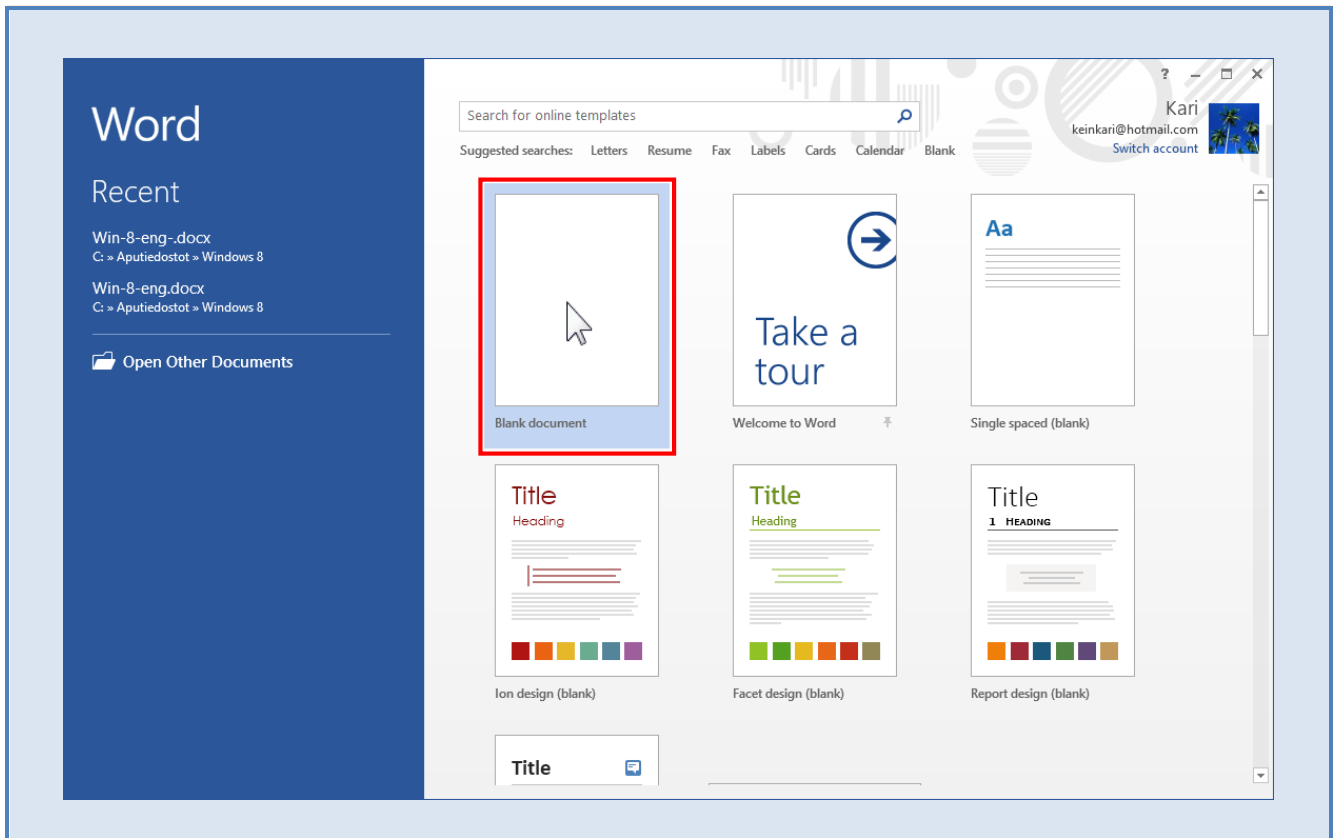 Word
Recent
Win-8-eng-.docx
C: » Aputiedostot » Windows 8
Win-8-eng.docx
C: » Aputiedostot » Windows 8
Open Other Documents
?
Kari
keinkari@hotmail.com
Switch account
Search for online templates
Suggested searches: Letters Resume Fax Labels Cards Calendar Blank
Blank document
Take a
tour
Welcome to Word
Aa
Single spaced (blank)
Title
Heading
Ion design (blank)
Title
Heading
Facet design (blank)
Title
1 HEADING
Report design (blank)
Title